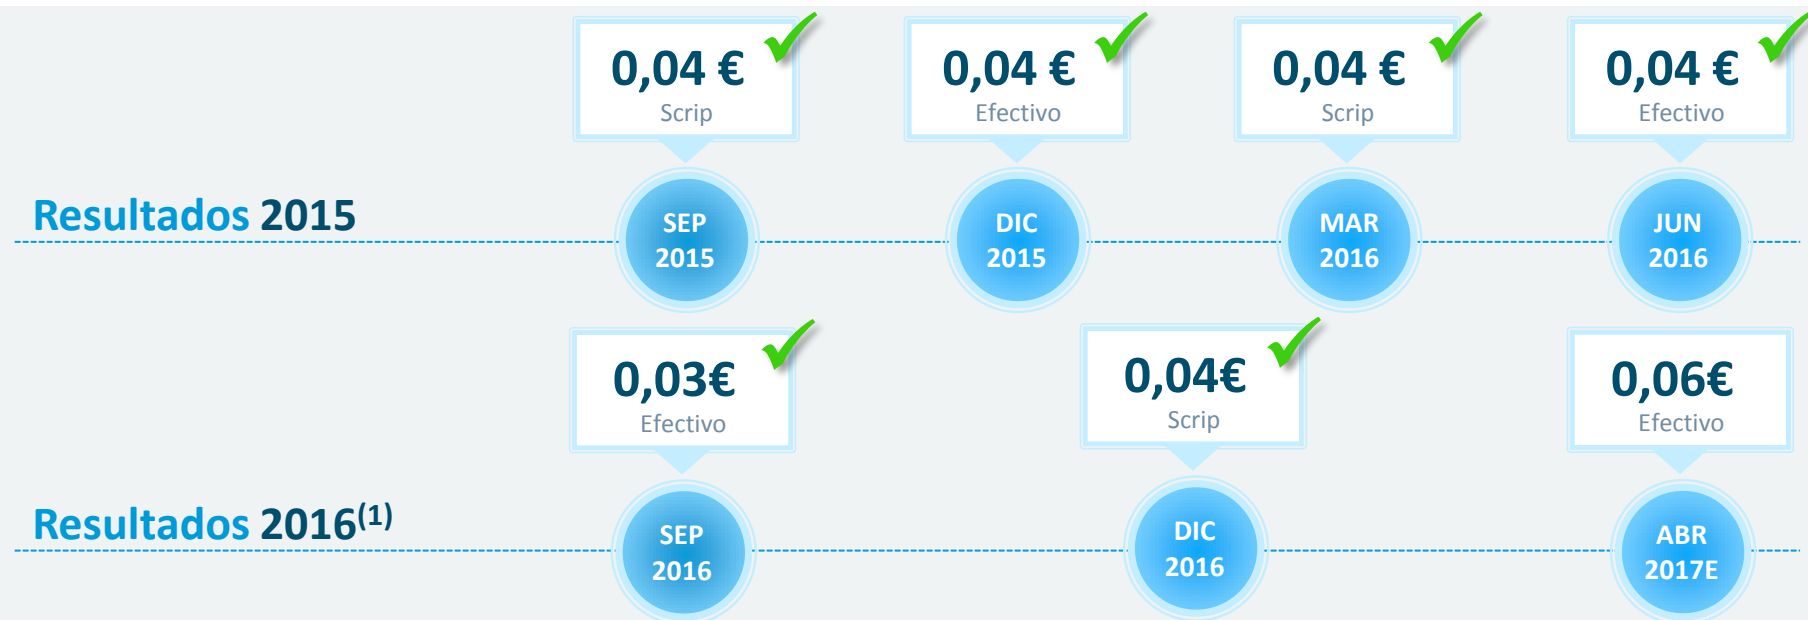 0,04 €
Scrip
0,04 €
Efectivo
0,04 €
Scrip
0,04 €
Efectivo
Resultados 2015
SEP
2015
DIC
2015
MAR
2016
JUN
2016
0,03€
Efectivo
0,04€
Scrip
0,06€
Efectivo
Resultados 2016(1)
SEP
2016
DIC
2016
ABR
2017E